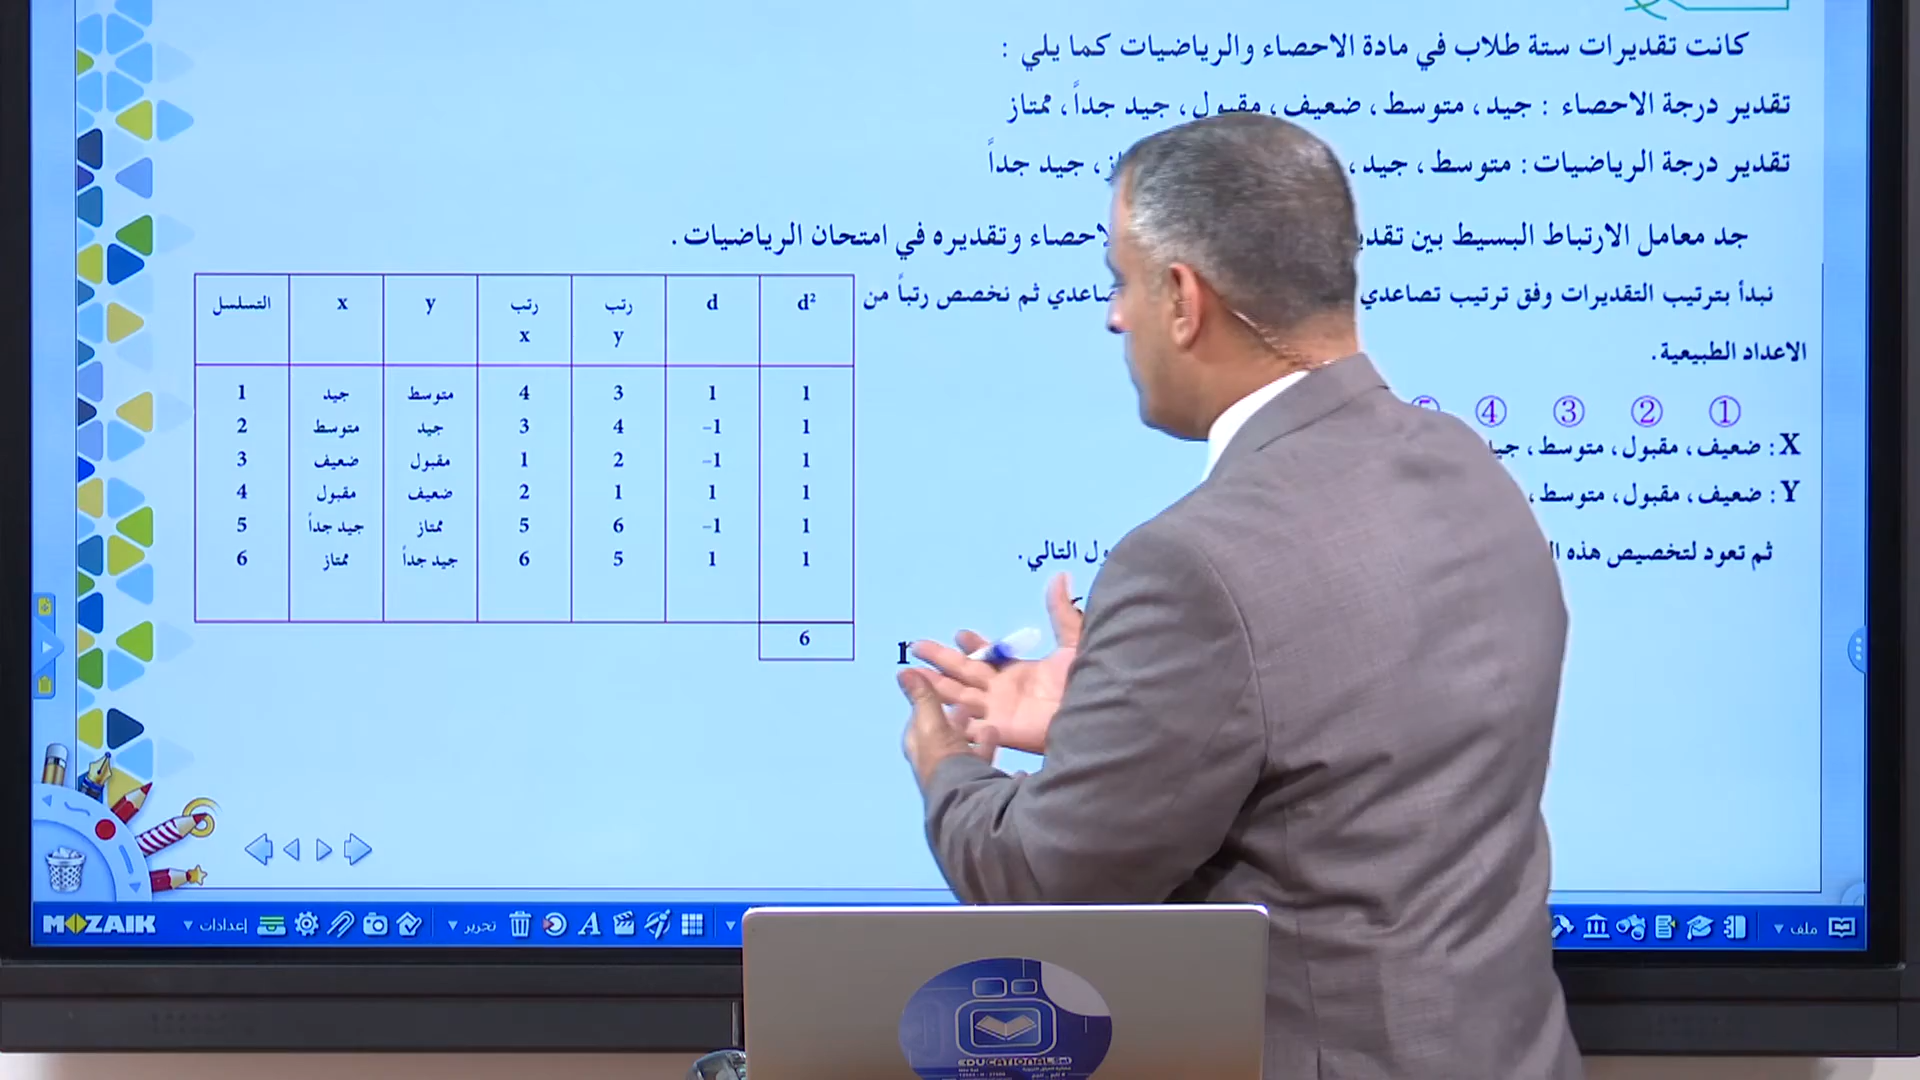 كانت تقديرات ستة طلاب في مادة الاحصاء والرياضيات كما يلي :
تقدير درجة الاحصاء : جيد، متوسط، ضعيف، مقبول، جيد جداً، ممتاز
تقدير درجة الرياضيات : متوسط، جيد، جيد جداً
جد معامل الارتباط البسيط بين وتقديره في امتحان الرياضيات .
نبدأ بترتيب التقديرات وفق ترتيب تصاعدي ثم نخصص رتباً من
الاعداد الطبيعية.
① ② ③ ④
X : ضعيف، مقبول، متوسط،
Y : ضعيف، مقبول، متوسط،
ثم تعود لتخصيص هذه التالي .
التسلسل x y رتب x رتب y d d²
1 جيد متوسط 4 3 1 1
2 متوسط جيد 3 4 -1 1
3 ضعيف مقبول 1 2 -1 1
4 مقبول ضعيف 2 1 1 1
5 جيد جداً ممتاز 5 6 -1 1
6 ممتاز جيد جداً 6 5 1 1
6
r
MOZAIK إعدادات تحرير ملف
EDUCATIONAL